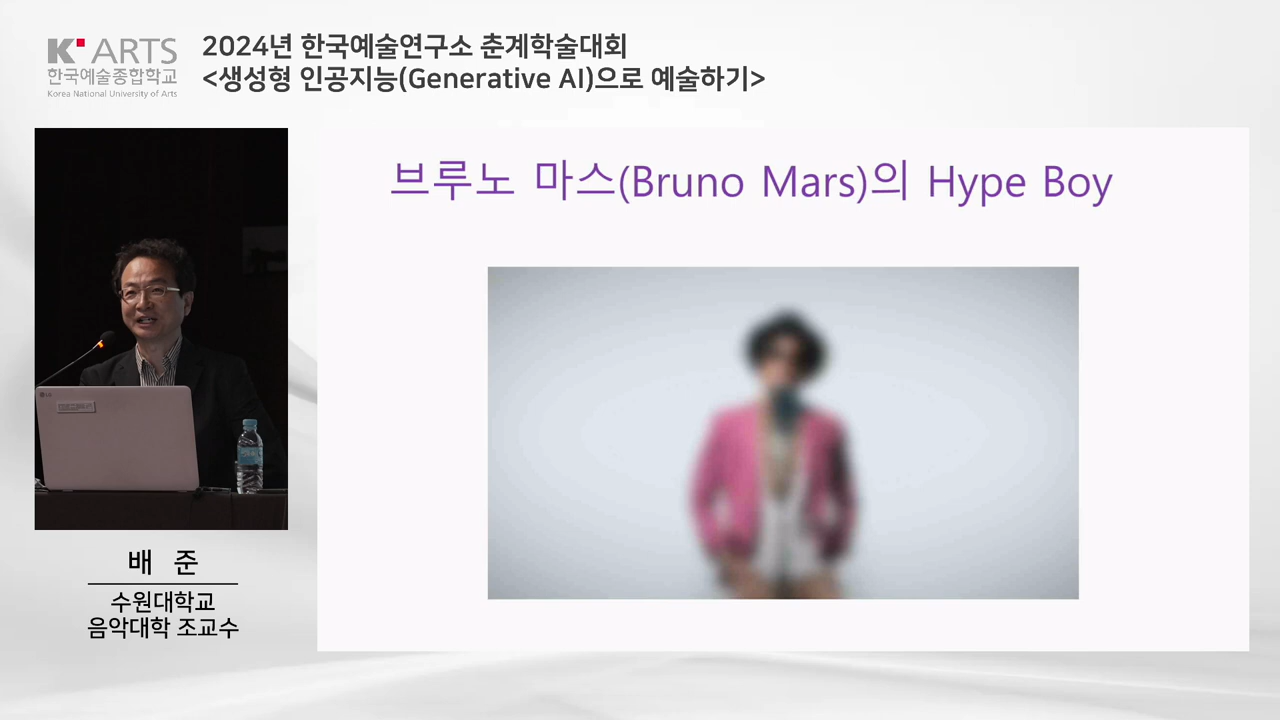 K ARTS
한국예술종합학교
Korea National University of Arts
2024년 한국예술연구소 춘계학술대회
<생성형 인공지능(Generative AI)으로 예술하기>
브루노 마스(Bruno Mars)의 Hype Boy
LG
배 준
수원대학교
음악대학 조교수